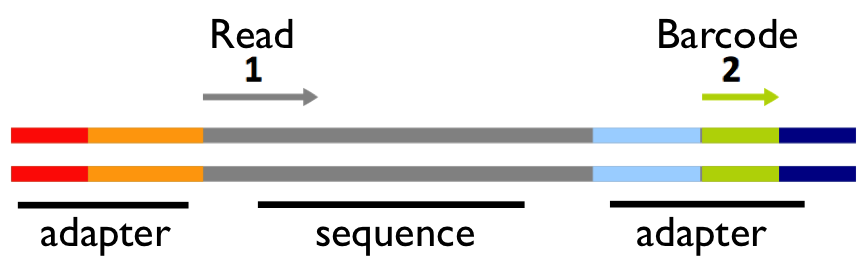 Read
1
Barcode
2
adapter
sequence
adapter